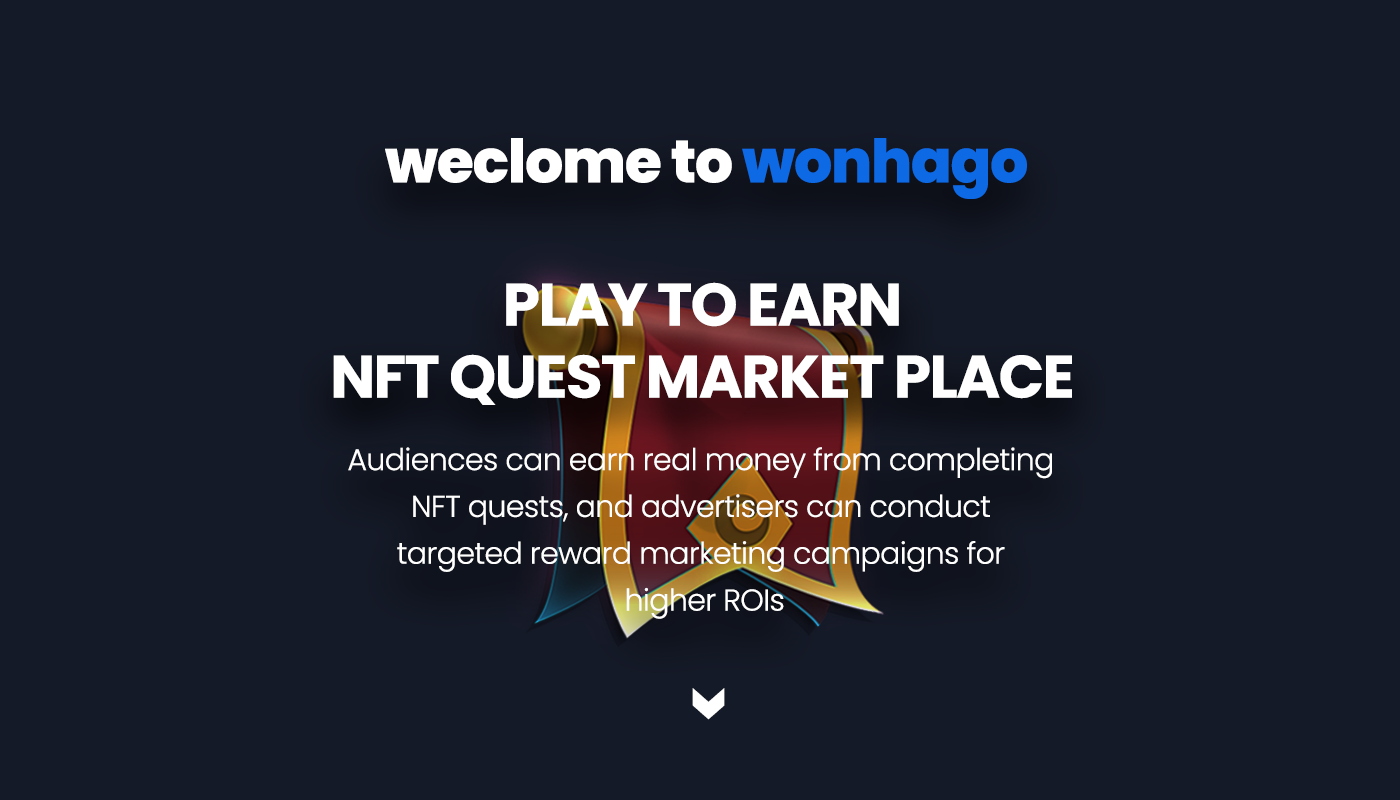 weclome to wonhago
PLAY TO EARN
NFT QUEST MARKET PLACE
Audiences can earn real money from completing
NFT quests, and advertisers can conduct
targeted reward marketing campaigns for
higher ROIs